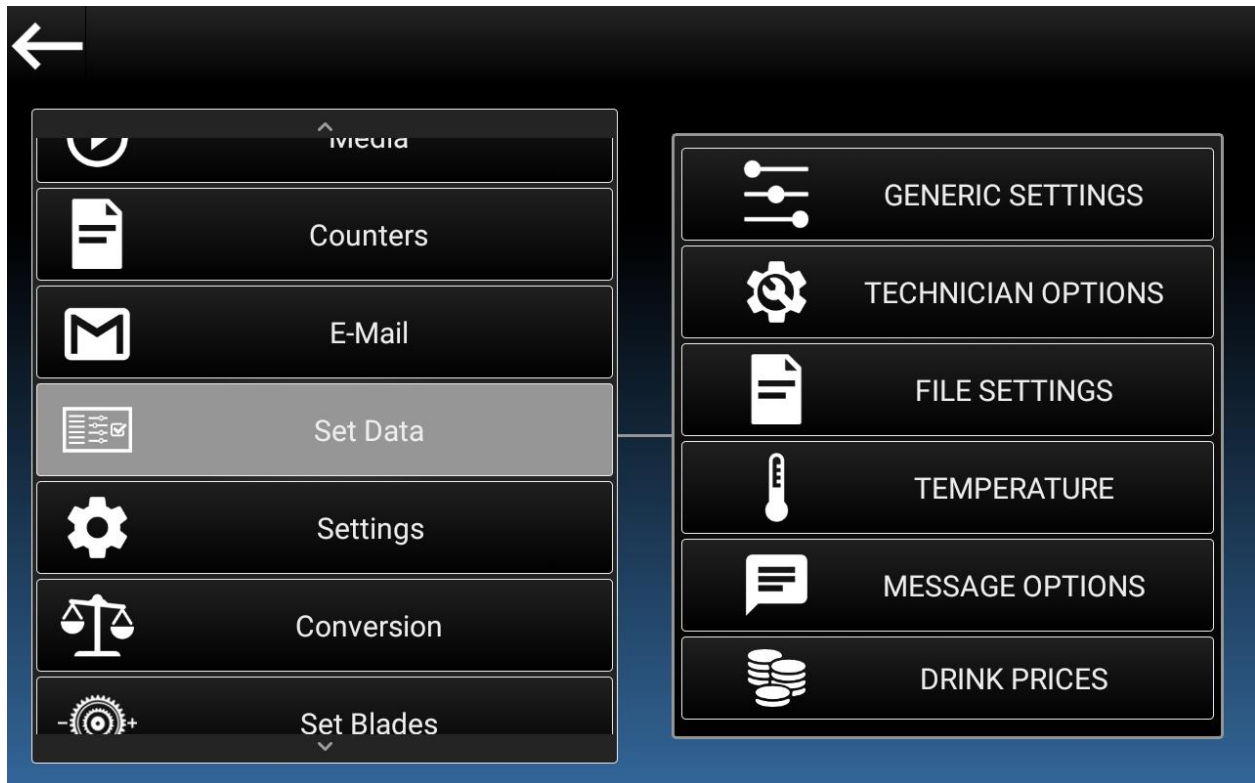 Media
Counters
E-Mail
Set Data
Settings
Conversion
Set Blades
GENERIC SETTINGS
TECHNICIAN OPTIONS
FILE SETTINGS
TEMPERATURE
MESSAGE OPTIONS
DRINK PRICES